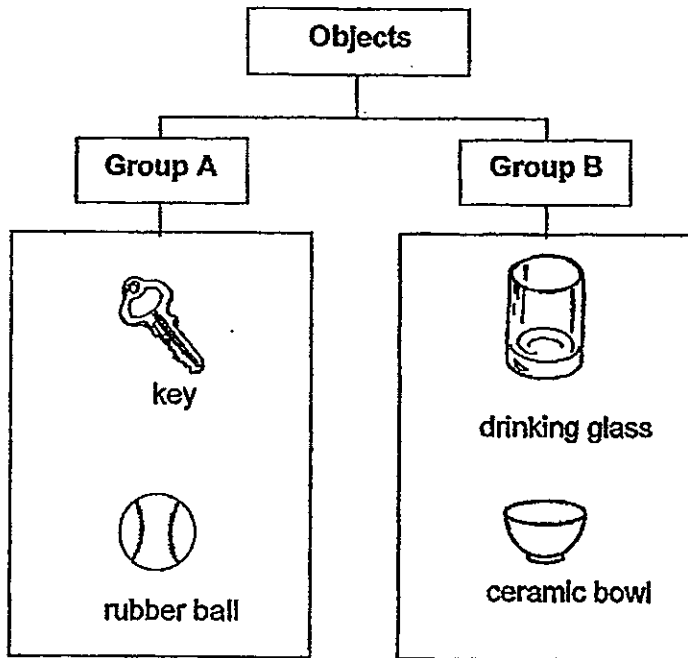 Objects
Group A
Group B
key
rubber ball
drinking glass
ceramic bowl